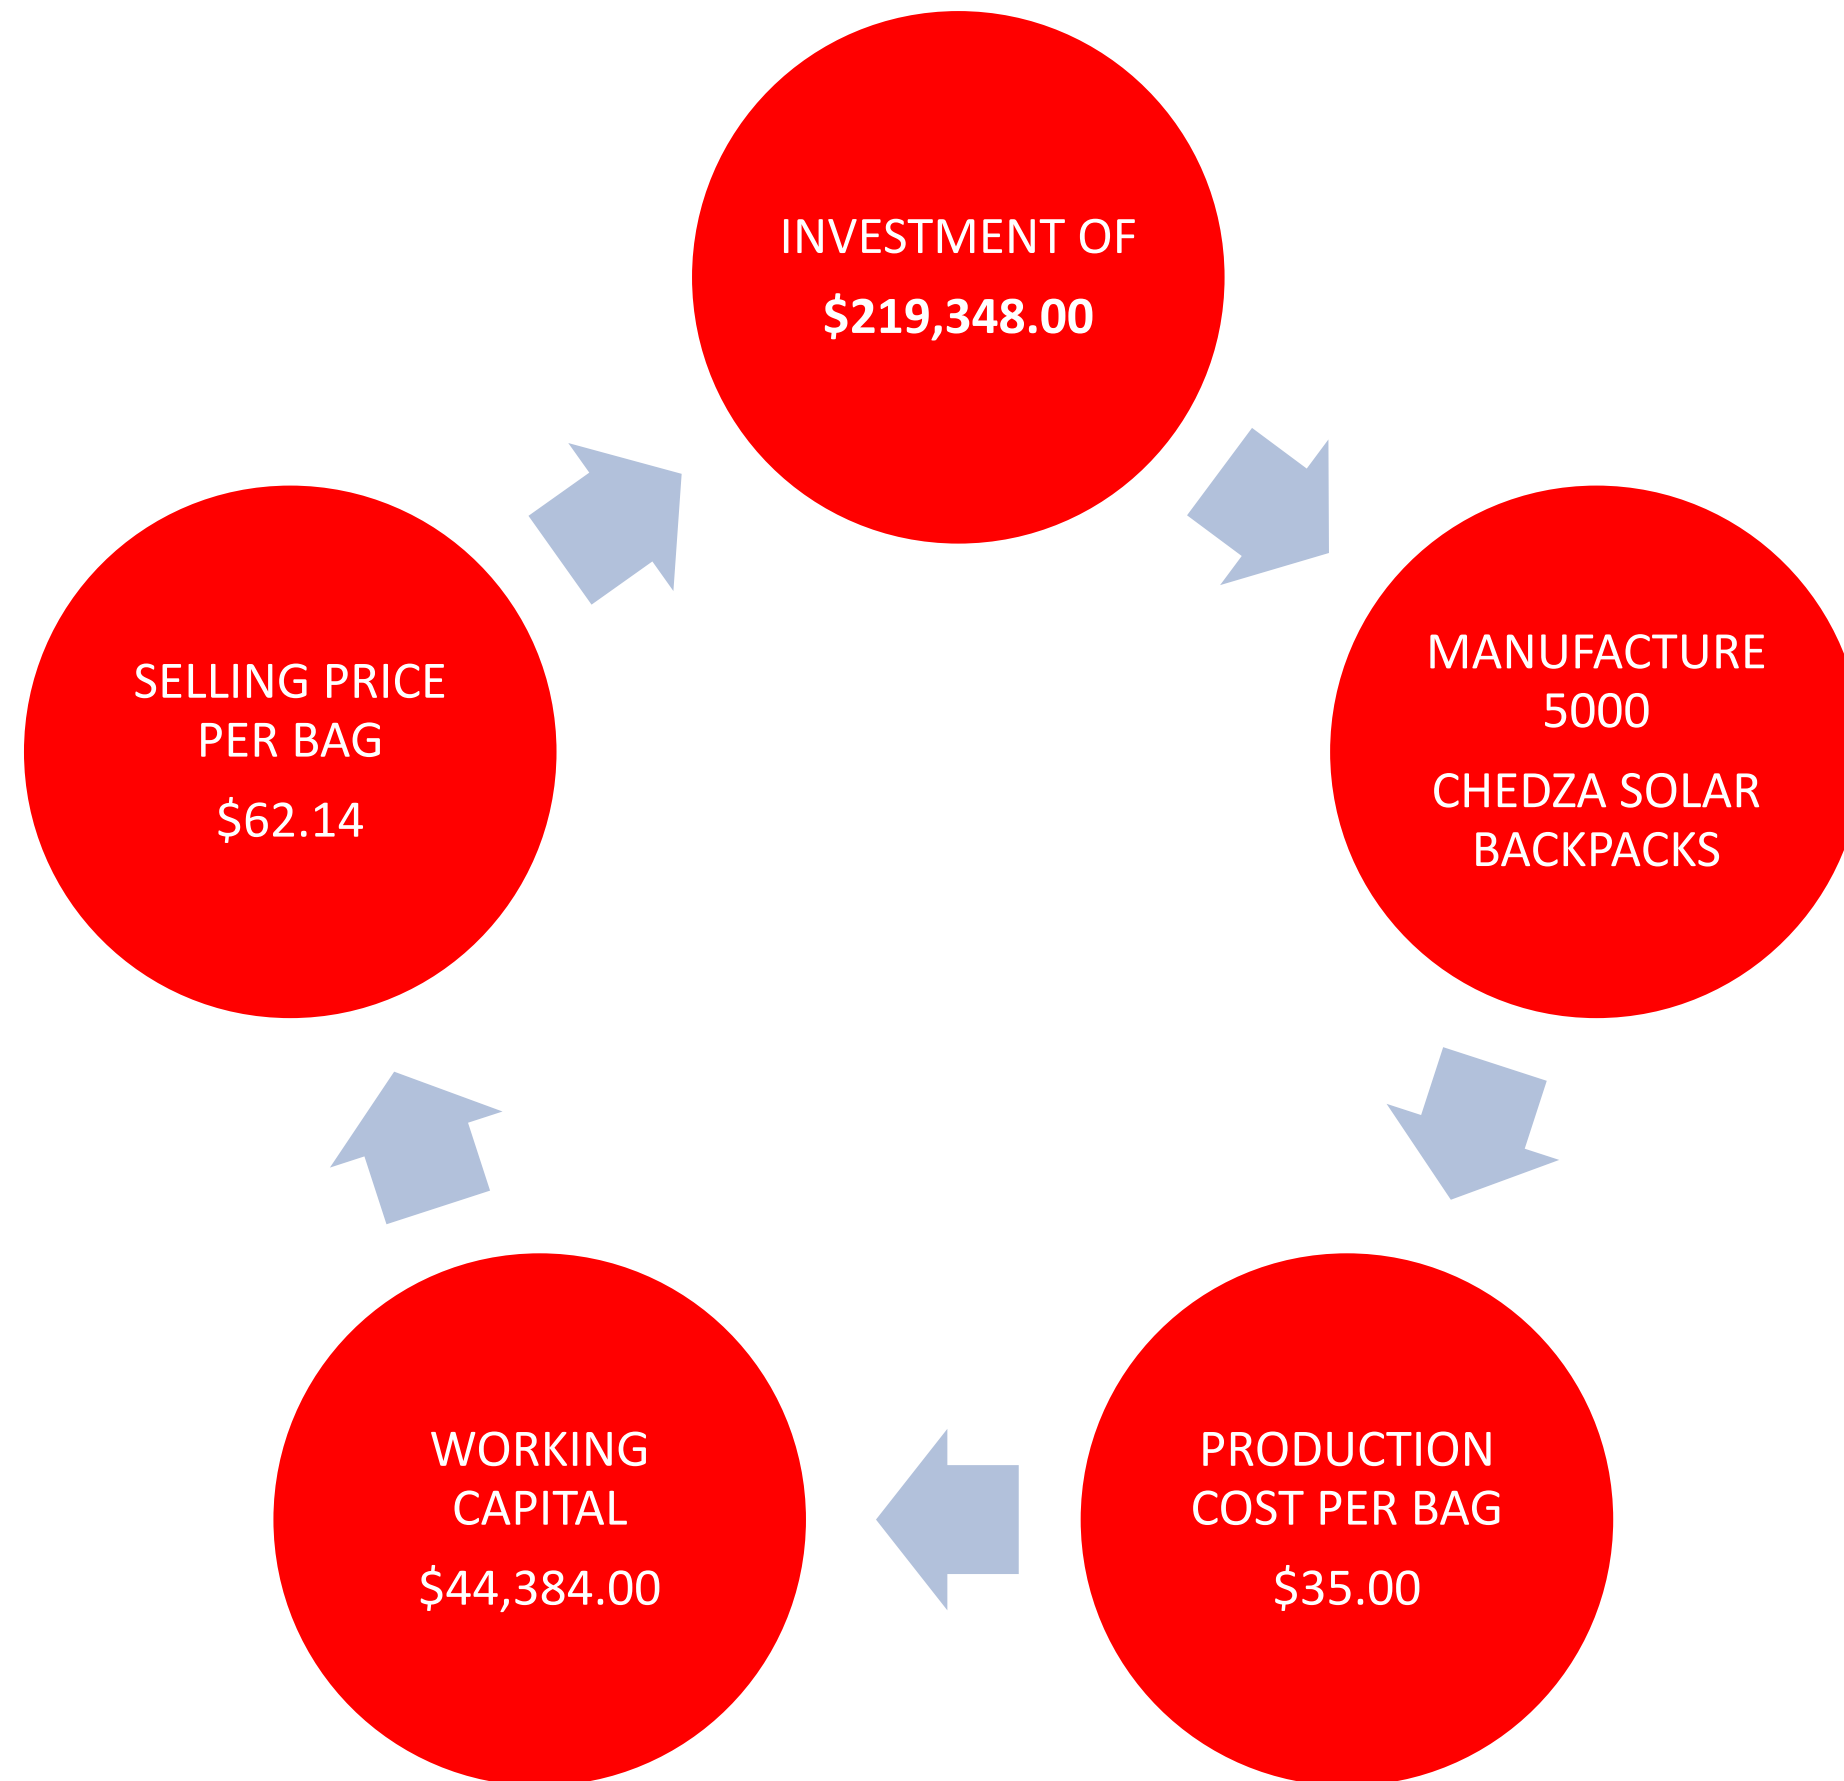 INVESTMENT OF
$219,348.00
MANUFACTURE
5000
CHEDZA SOLAR
BACKPACKS
PRODUCTION
COST PER BAG
$35.00
WORKING
CAPITAL
$44,384.00
SELLING PRICE
PER BAG
$62.14